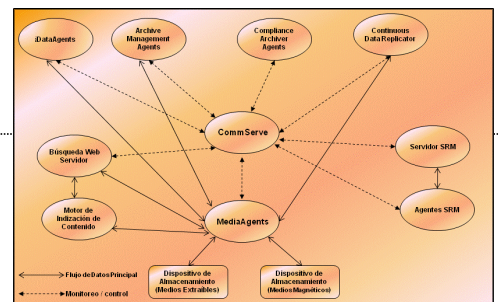 iDataAgents
Archive
Management
Agents
Compliance
Archiver
Agents
Continuous
Data Replicator
CommServe
Búsqueda Web
Servidor
Servidor SRM
Motor de
Indización de
Contenido
MediaAgents
Agentes SRM
Flujo de Datos Principal
Monitoreo / control
Dispositivo de
Almacenamiento
(Medios Extraíbles)
Dispositivo de
Almacenamiento
(Medios Magnéticos)